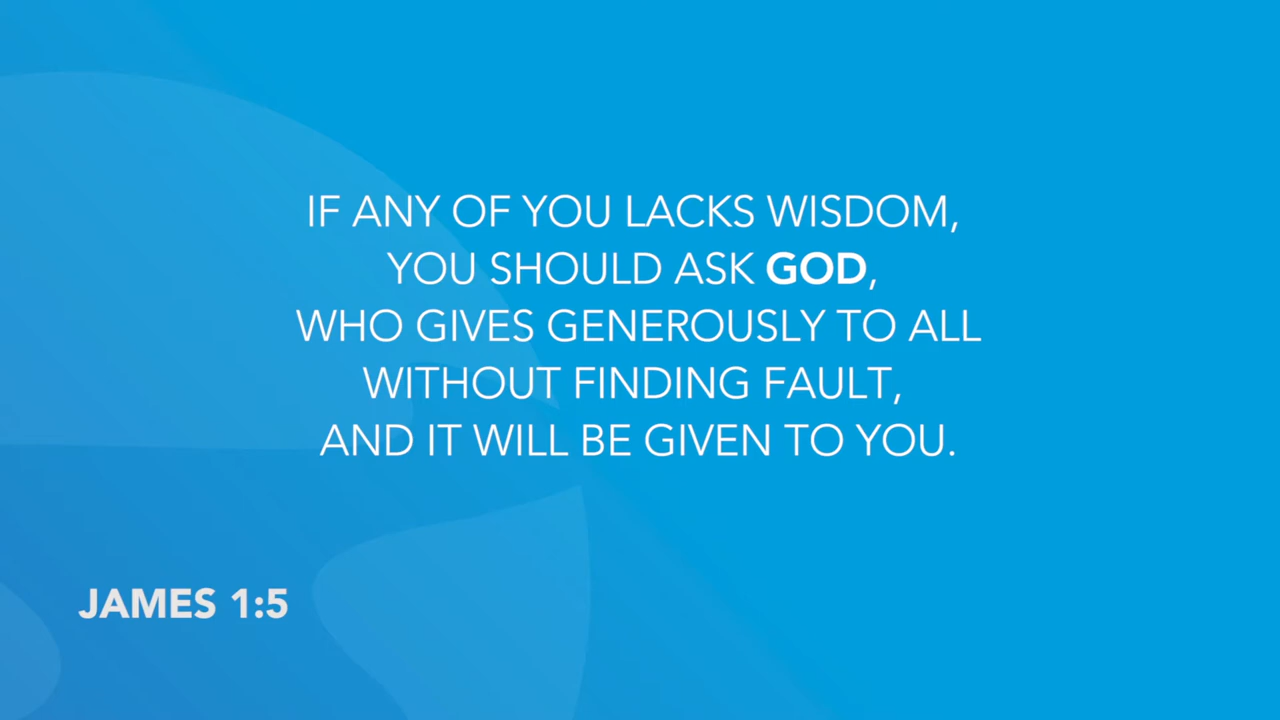 IF ANY OF YOU LACKS WISDOM,
YOU SHOULD ASK GOD,
WHO GIVES GENEROUSLY TO ALL
WITHOUT FINDING FAULT,
AND IT WILL BE GIVEN TO YOU.
JAMES 1:5